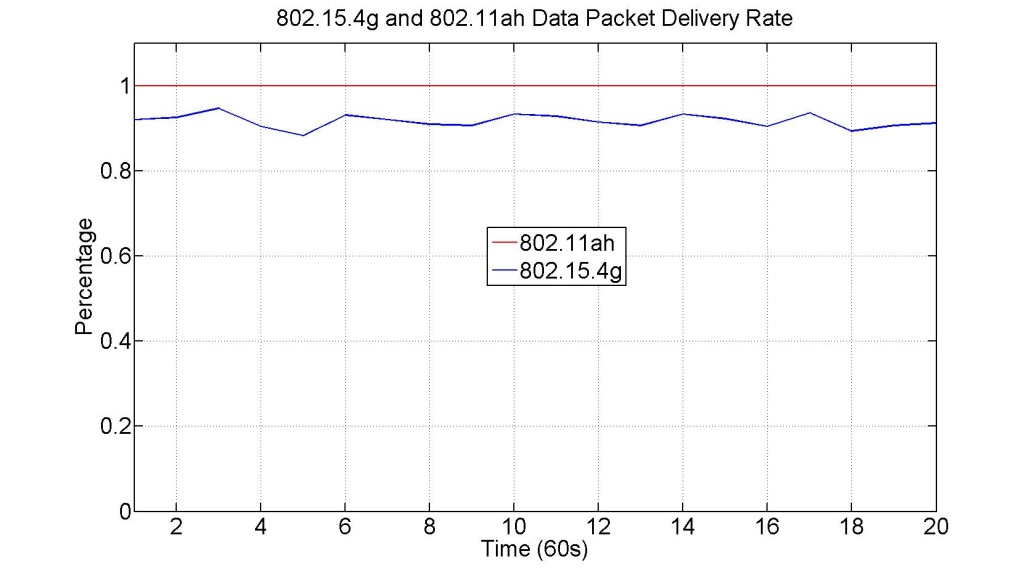 802.15.4g and 802.11ah Data Packet Delivery Rate
1
0.8
0.6
0.4
0.2
0
Percentage
802.11ah
802.15.4g
2 4 6 8 10 12 14 16 18 20
Time (60s)